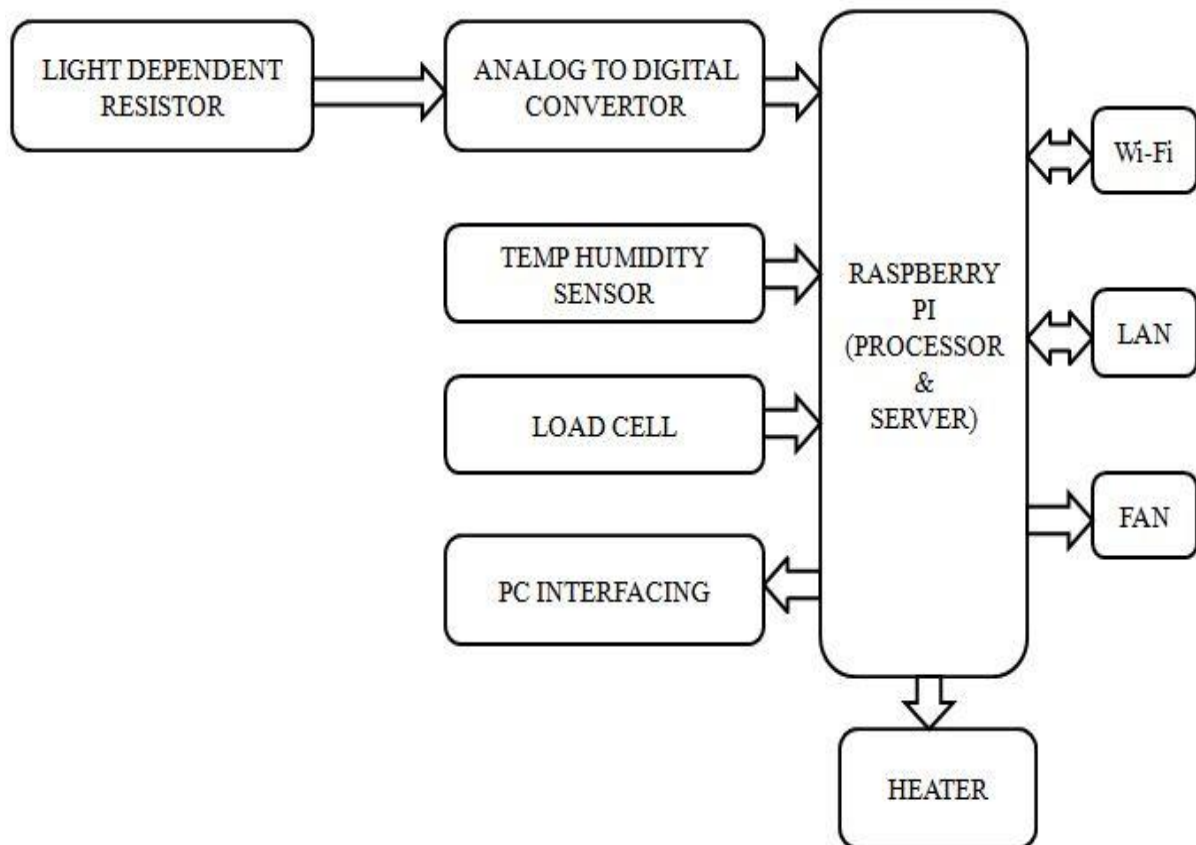 LIGHT DEPENDENT
RESISTOR
ANALOG TO DIGITAL
CONVERTOR
TEMP HUMIDITY
SENSOR
LOAD CELL
PC INTERFACING
RASPBERRY
PI
(PROCESSOR
&
SERVER)
Wi-Fi
LAN
FAN
HEATER